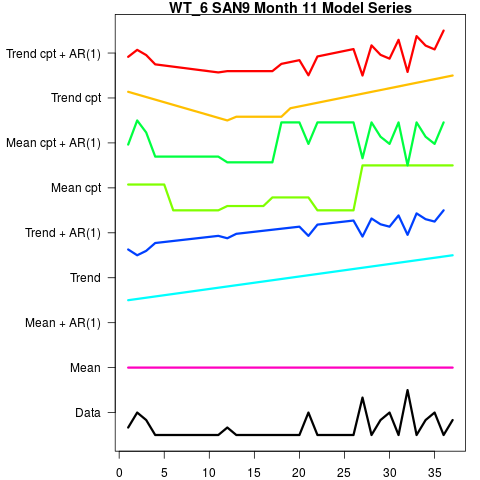 WT_6 SAN9 Month 11 Model Series
Trend cpt + AR(1)
Trend cpt
Mean cpt + AR(1)
Mean cpt
Trend + AR(1)
Trend
Mean + AR(1)
Mean
Data
0 5 10 15 20 25 30 35